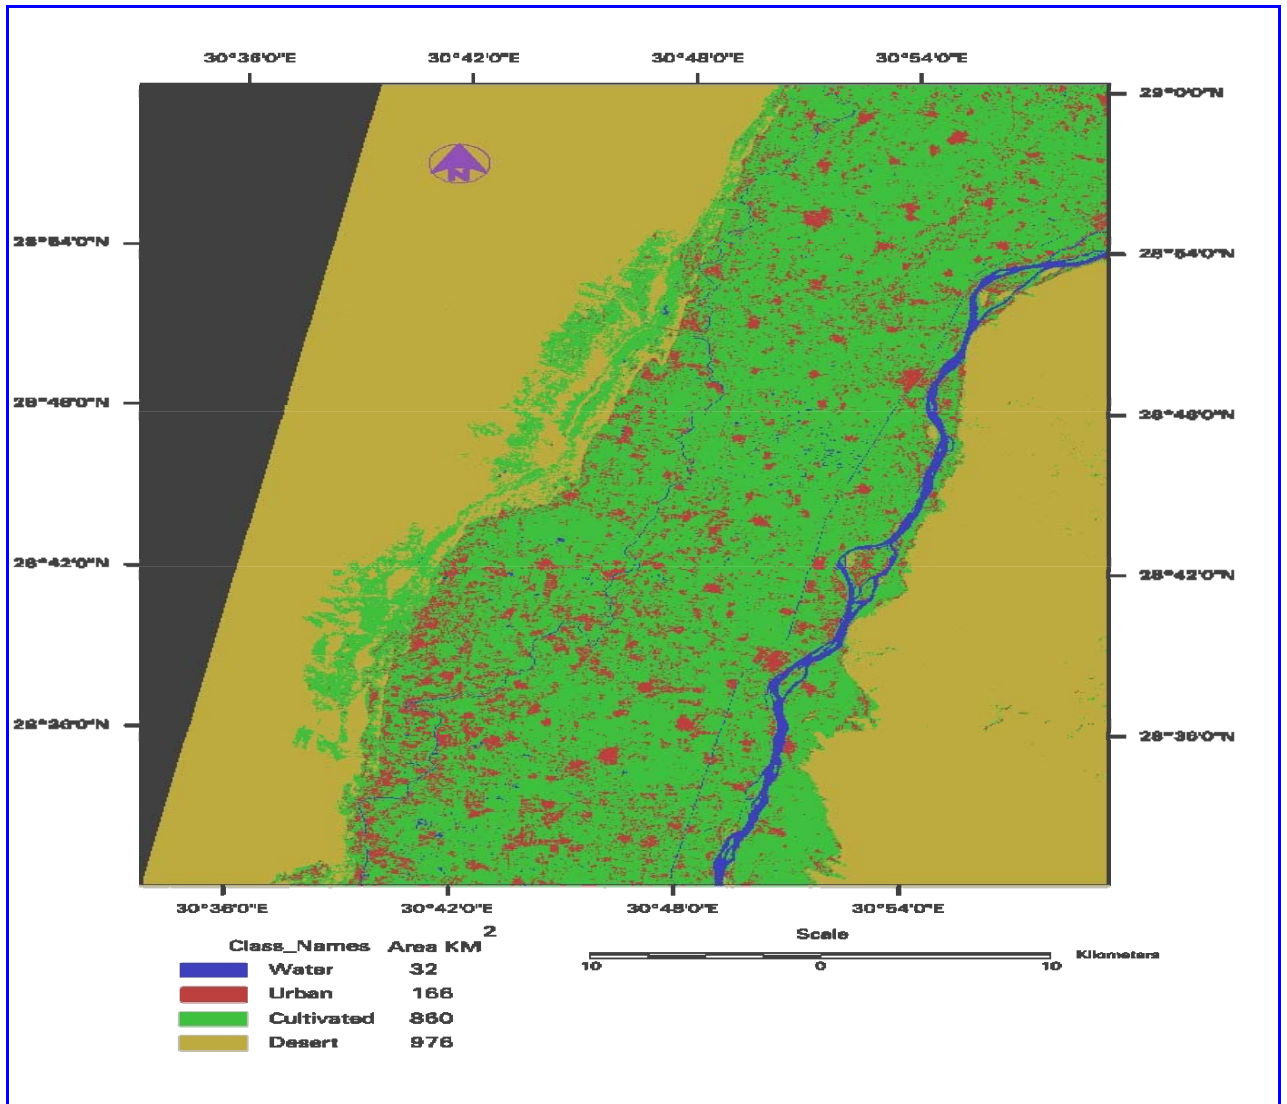 30°36'0"E 30°42'0"E 30°48'0"E 30°54'0"E
29°0'0"N
28°54'0"N 28°54'0"N
28°48'0"N 28°48'0"N
28°42'0"N 28°42'0"N
28°36'0"N 28°36'0"N
30°36'0"E 30°42'0"E 30°48'0"E 30°54'0"E
N
Class_Names Area KM2
Water 32
Urban 166
Cultivated 860
Desert 976
Scale
10 0 10 Kilometers